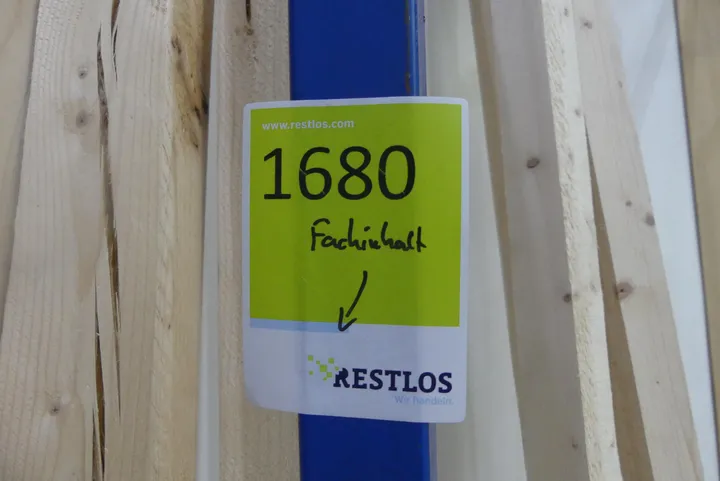 www.restlos.com
1680
Fachinhalt
RESTLOS
Wir handeln